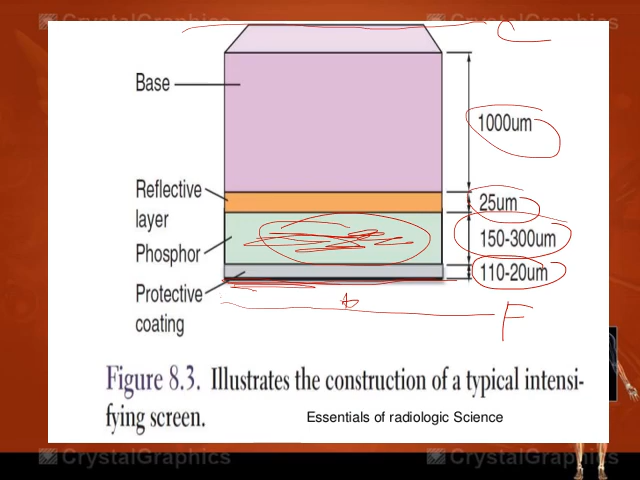 CrystalGraphics CrystalGraphics
C
Base
1000um
Reflective
layer
25um
Phosphor
150-300um
110-20um
Protective
coating
F
Figure 8.3. Illustrates the construction of a typical intensi-
fying screen.
Essentials of radiologic Science
CrystalGraphics CrystalGraphics